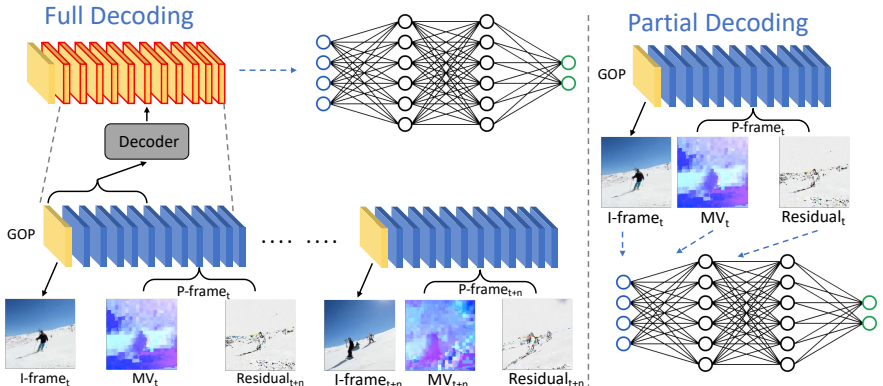 Full Decoding
Decoder
GOP
.... ....
P-frame_t
P-frame_t+n
I-frame_t
MV_t
Residual_t+n
I-frame_t+n
MV_t+n
Residual_t+n
Partial Decoding
GOP
P-frame_t
I-frame_t
MV_t
Residual_t